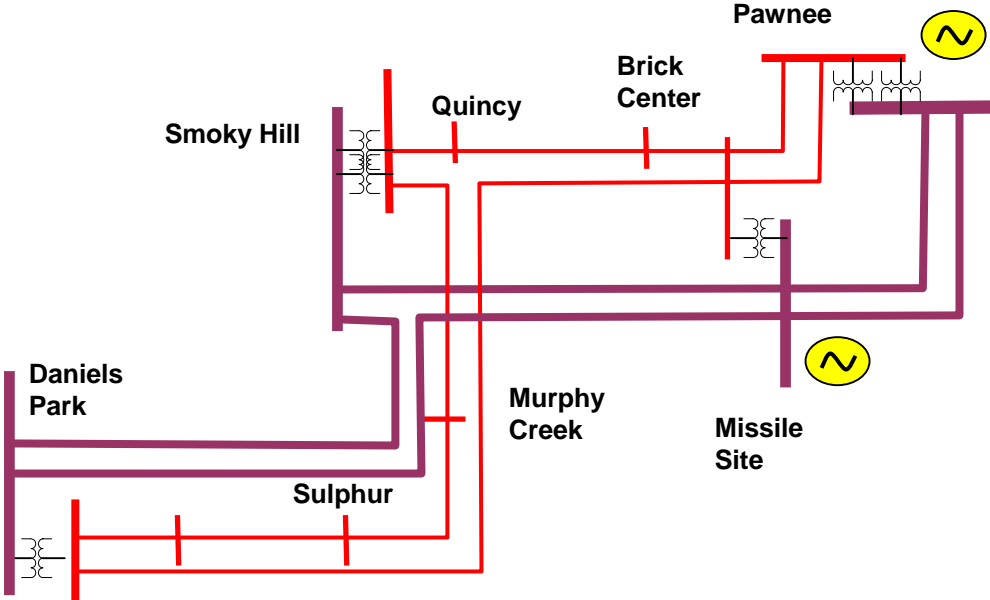 Pawnee
Brick
Center
Quincy
Smoky Hill
Daniels
Park
Murphy
Creek
Missile
Site
Sulphur